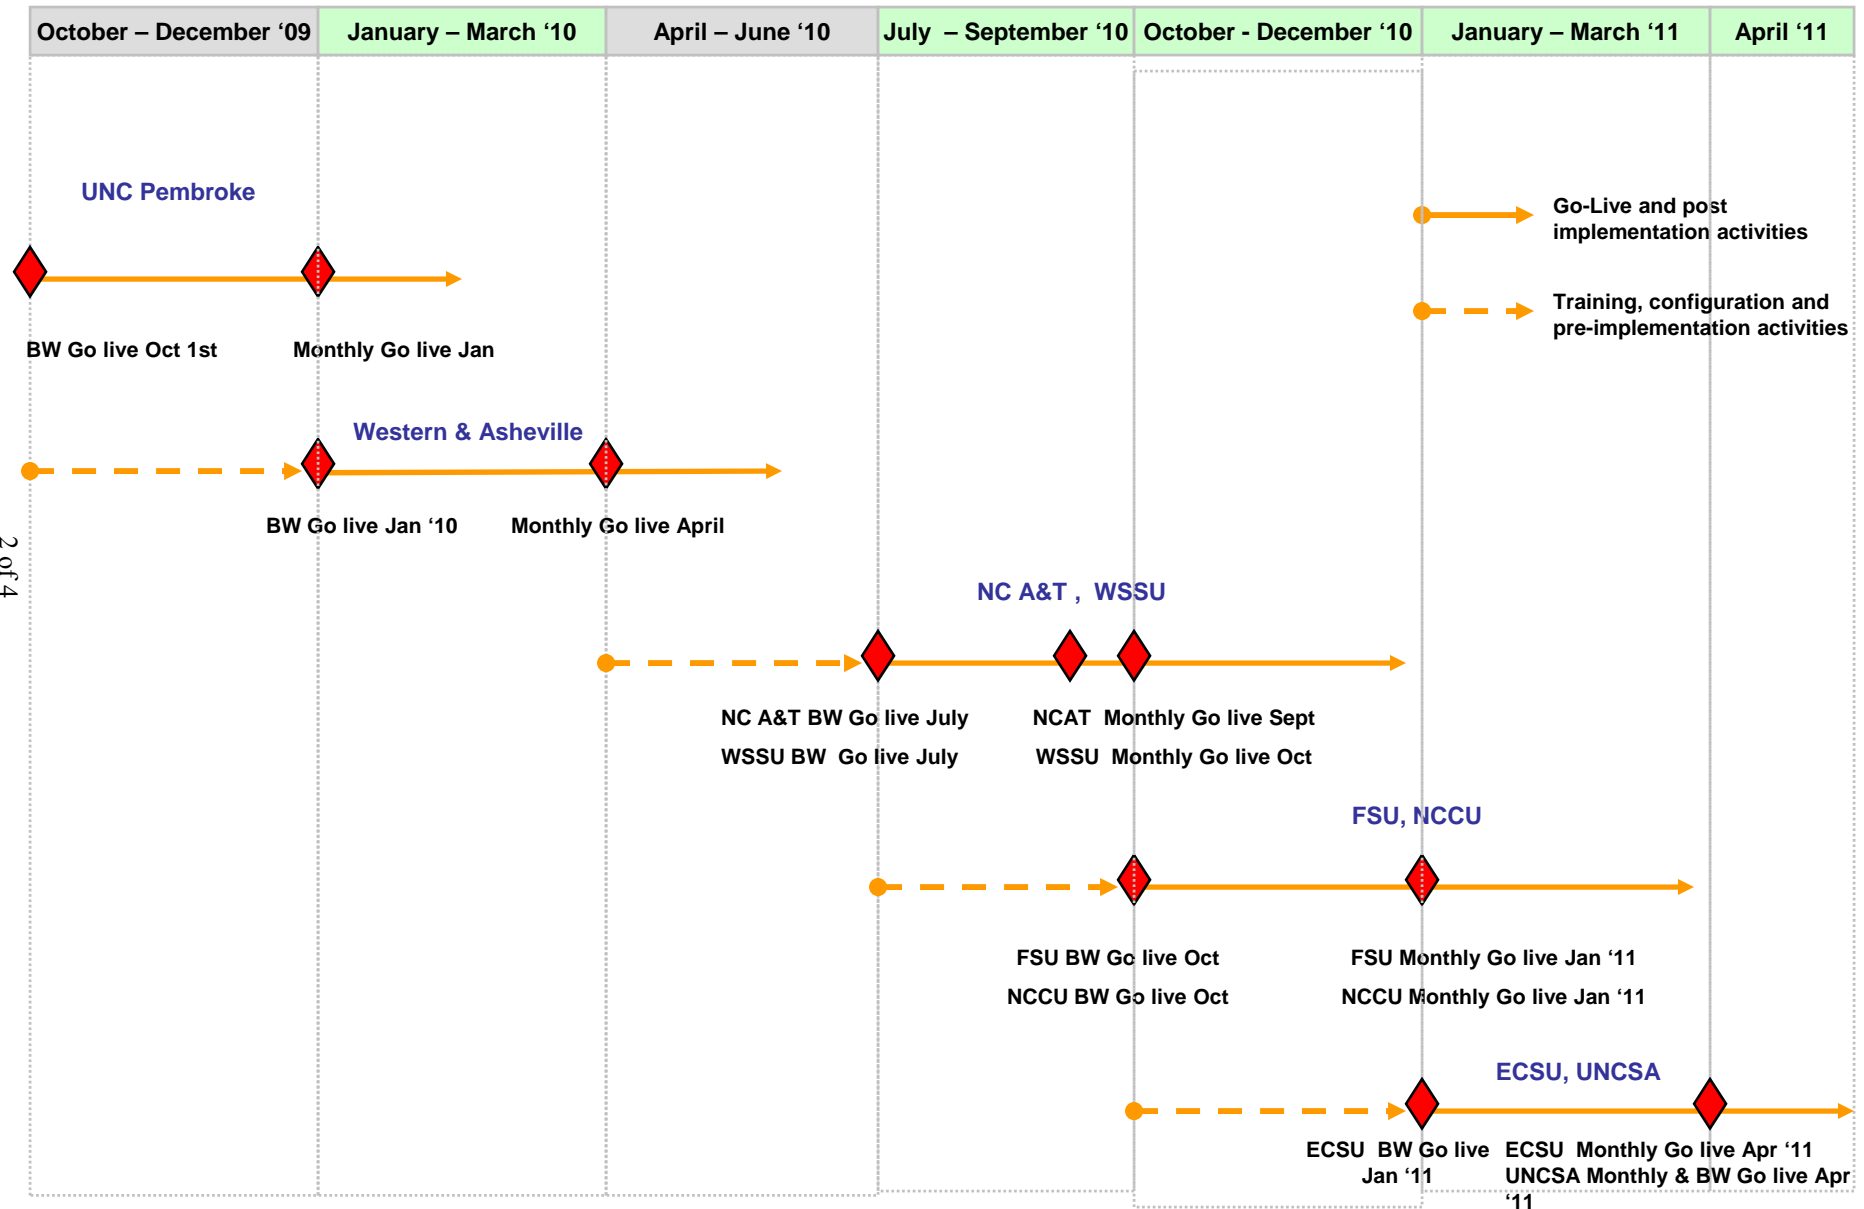 October – December ‘09
January – March ‘10
April – June ‘10
July – September ‘10
October - December ‘10
January – March ‘11
April ‘11
UNC Pembroke
Go-Live and post
implementation activities
Training, configuration and
pre-implementation activities
BW Go live Oct 1st
Monthly Go live Jan
Western & Asheville
BW Go live Jan ‘10
Monthly Go live April
2 of 4
NC A&T , WSSU
NC A&T BW Go live July
WSSU BW Go live July
NCAT Monthly Go live Sept
WSSU Monthly Go live Oct
FSU, NCCU
FSU BW Go live Oct
NCCU BW Go live Oct
FSU Monthly Go live Jan ‘11
NCCU Monthly Go live Jan ‘11
ECSU, UNCSA
ECSU BW Go live
Jan ‘11
ECSU Monthly Go live Apr ‘11
UNCSA Monthly & BW Go live Apr
‘11